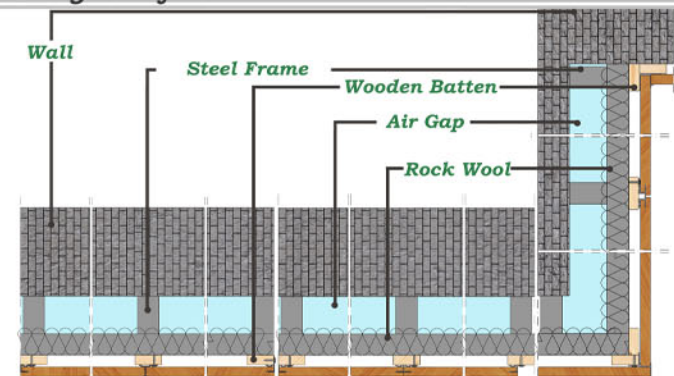 Wall
Steel Frame
Wooden Batten
Air Gap
Rock Wool